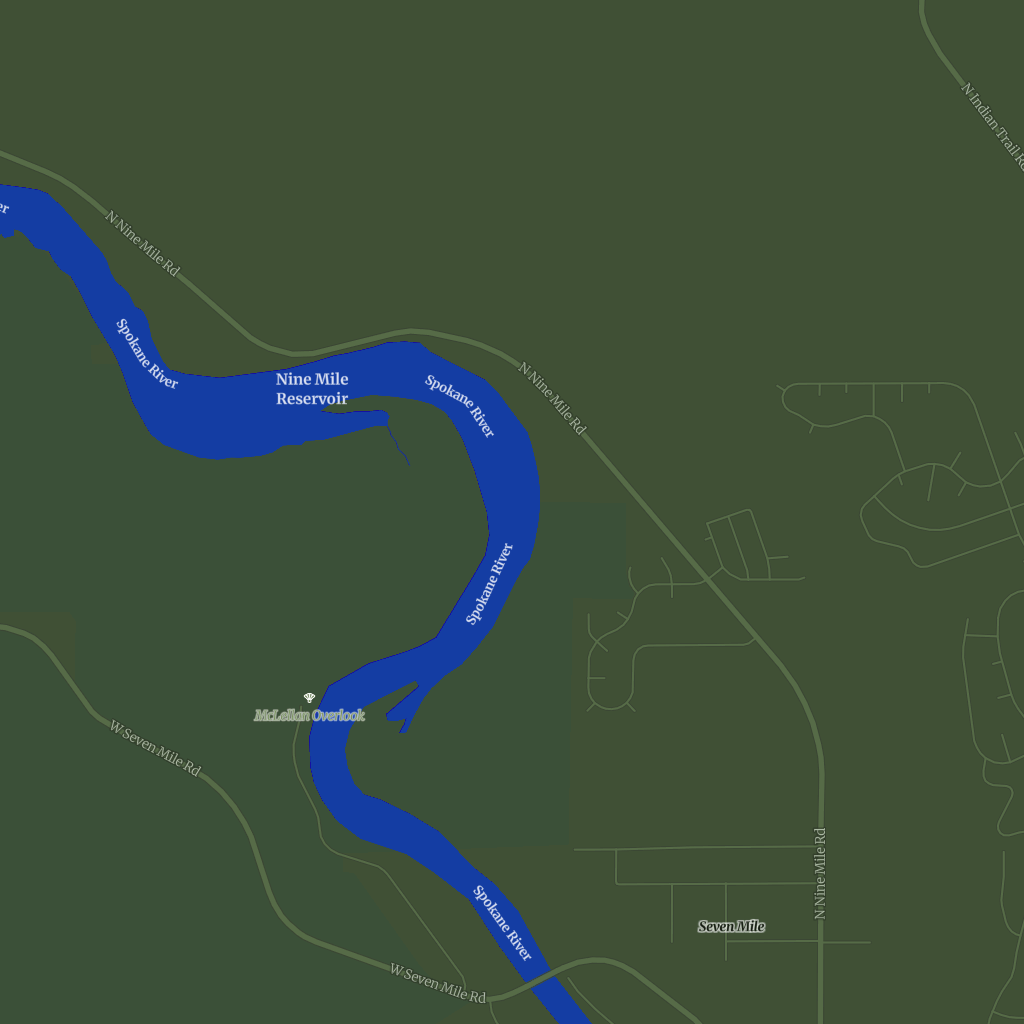 N Indian Trail Rd
er
N Nine Mile Rd
Spokane River
Nine Mile
Reservoir
Spokane River
N Nine Mile Rd
Spokane River
McLellan Overlook
W Seven Mile Rd
N Nine Mile Rd
Spokane River
Seven Mile
W Seven Mile Rd